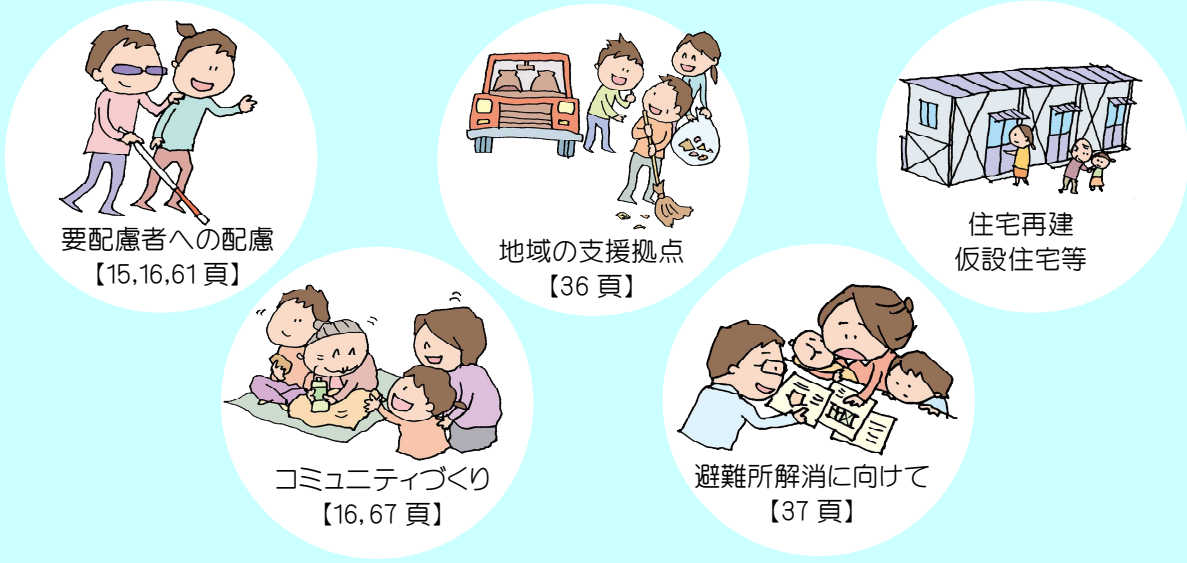 要配慮者への配慮
【15,16,61 頁】
地域の支援拠点
【36 頁】
住宅再建
仮設住宅等
コミュニティづくり
【16,67 頁】
避難所解消に向けて
【37 頁】